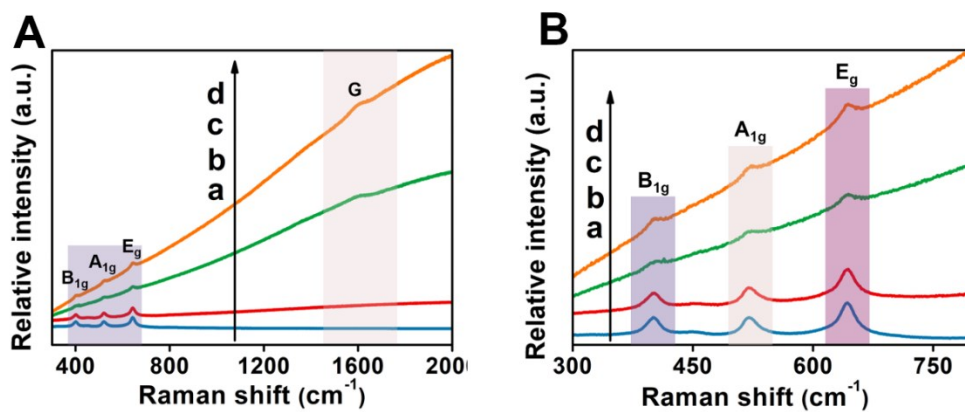 A
Relative intensity (a.u.)
d
c
b
a
G
B1g
A1g
Eg
400 800 1200 1600 2000
Raman shift (cm-1)
B
Relative intensity (a.u.)
d
c
b
a
B1g
A1g
Eg
300 450 600 750
Raman shift (cm-1)